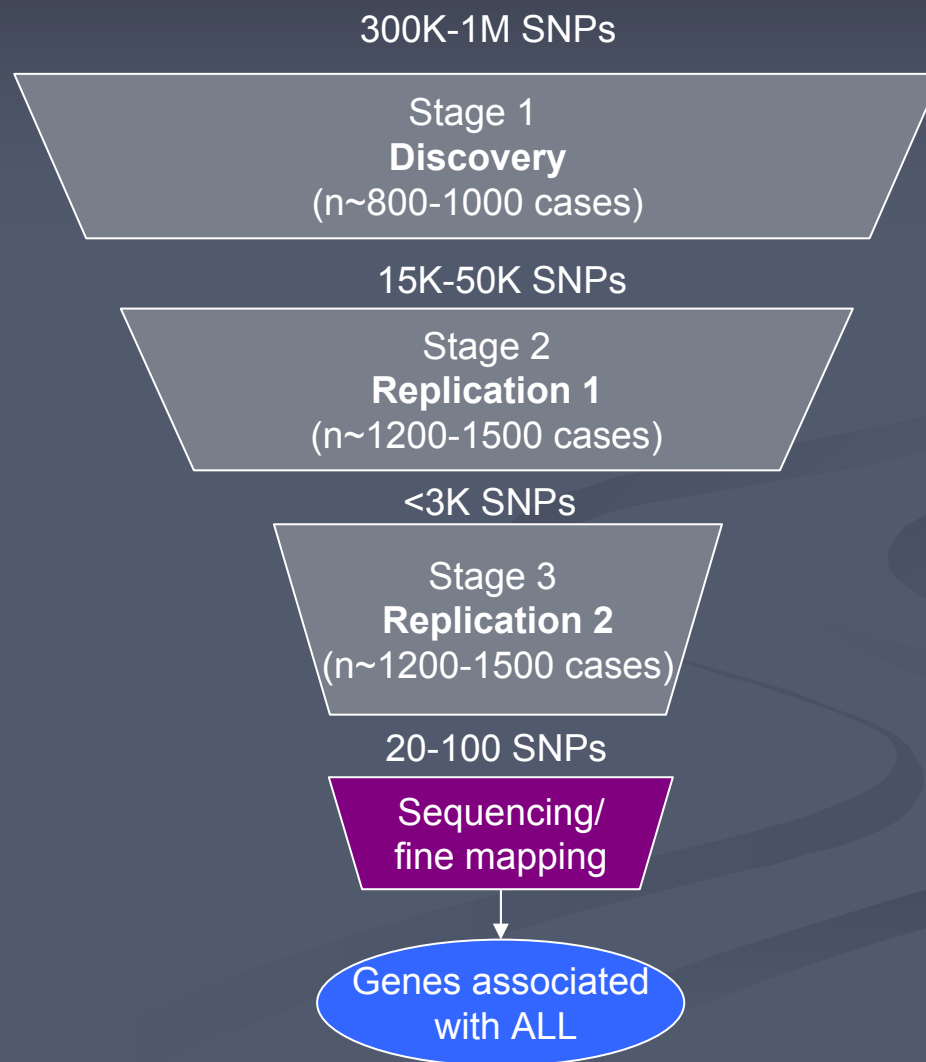 300K-1M SNPs
Stage 1
Discovery
(n~800-1000 cases)
15K-50K SNPs
Stage 2
Replication 1
(n~1200-1500 cases)
<3K SNPs
Stage 3
Replication 2
(n~1200-1500 cases)
20-100 SNPs
Sequencing/
fine mapping
Genes associated
with ALL